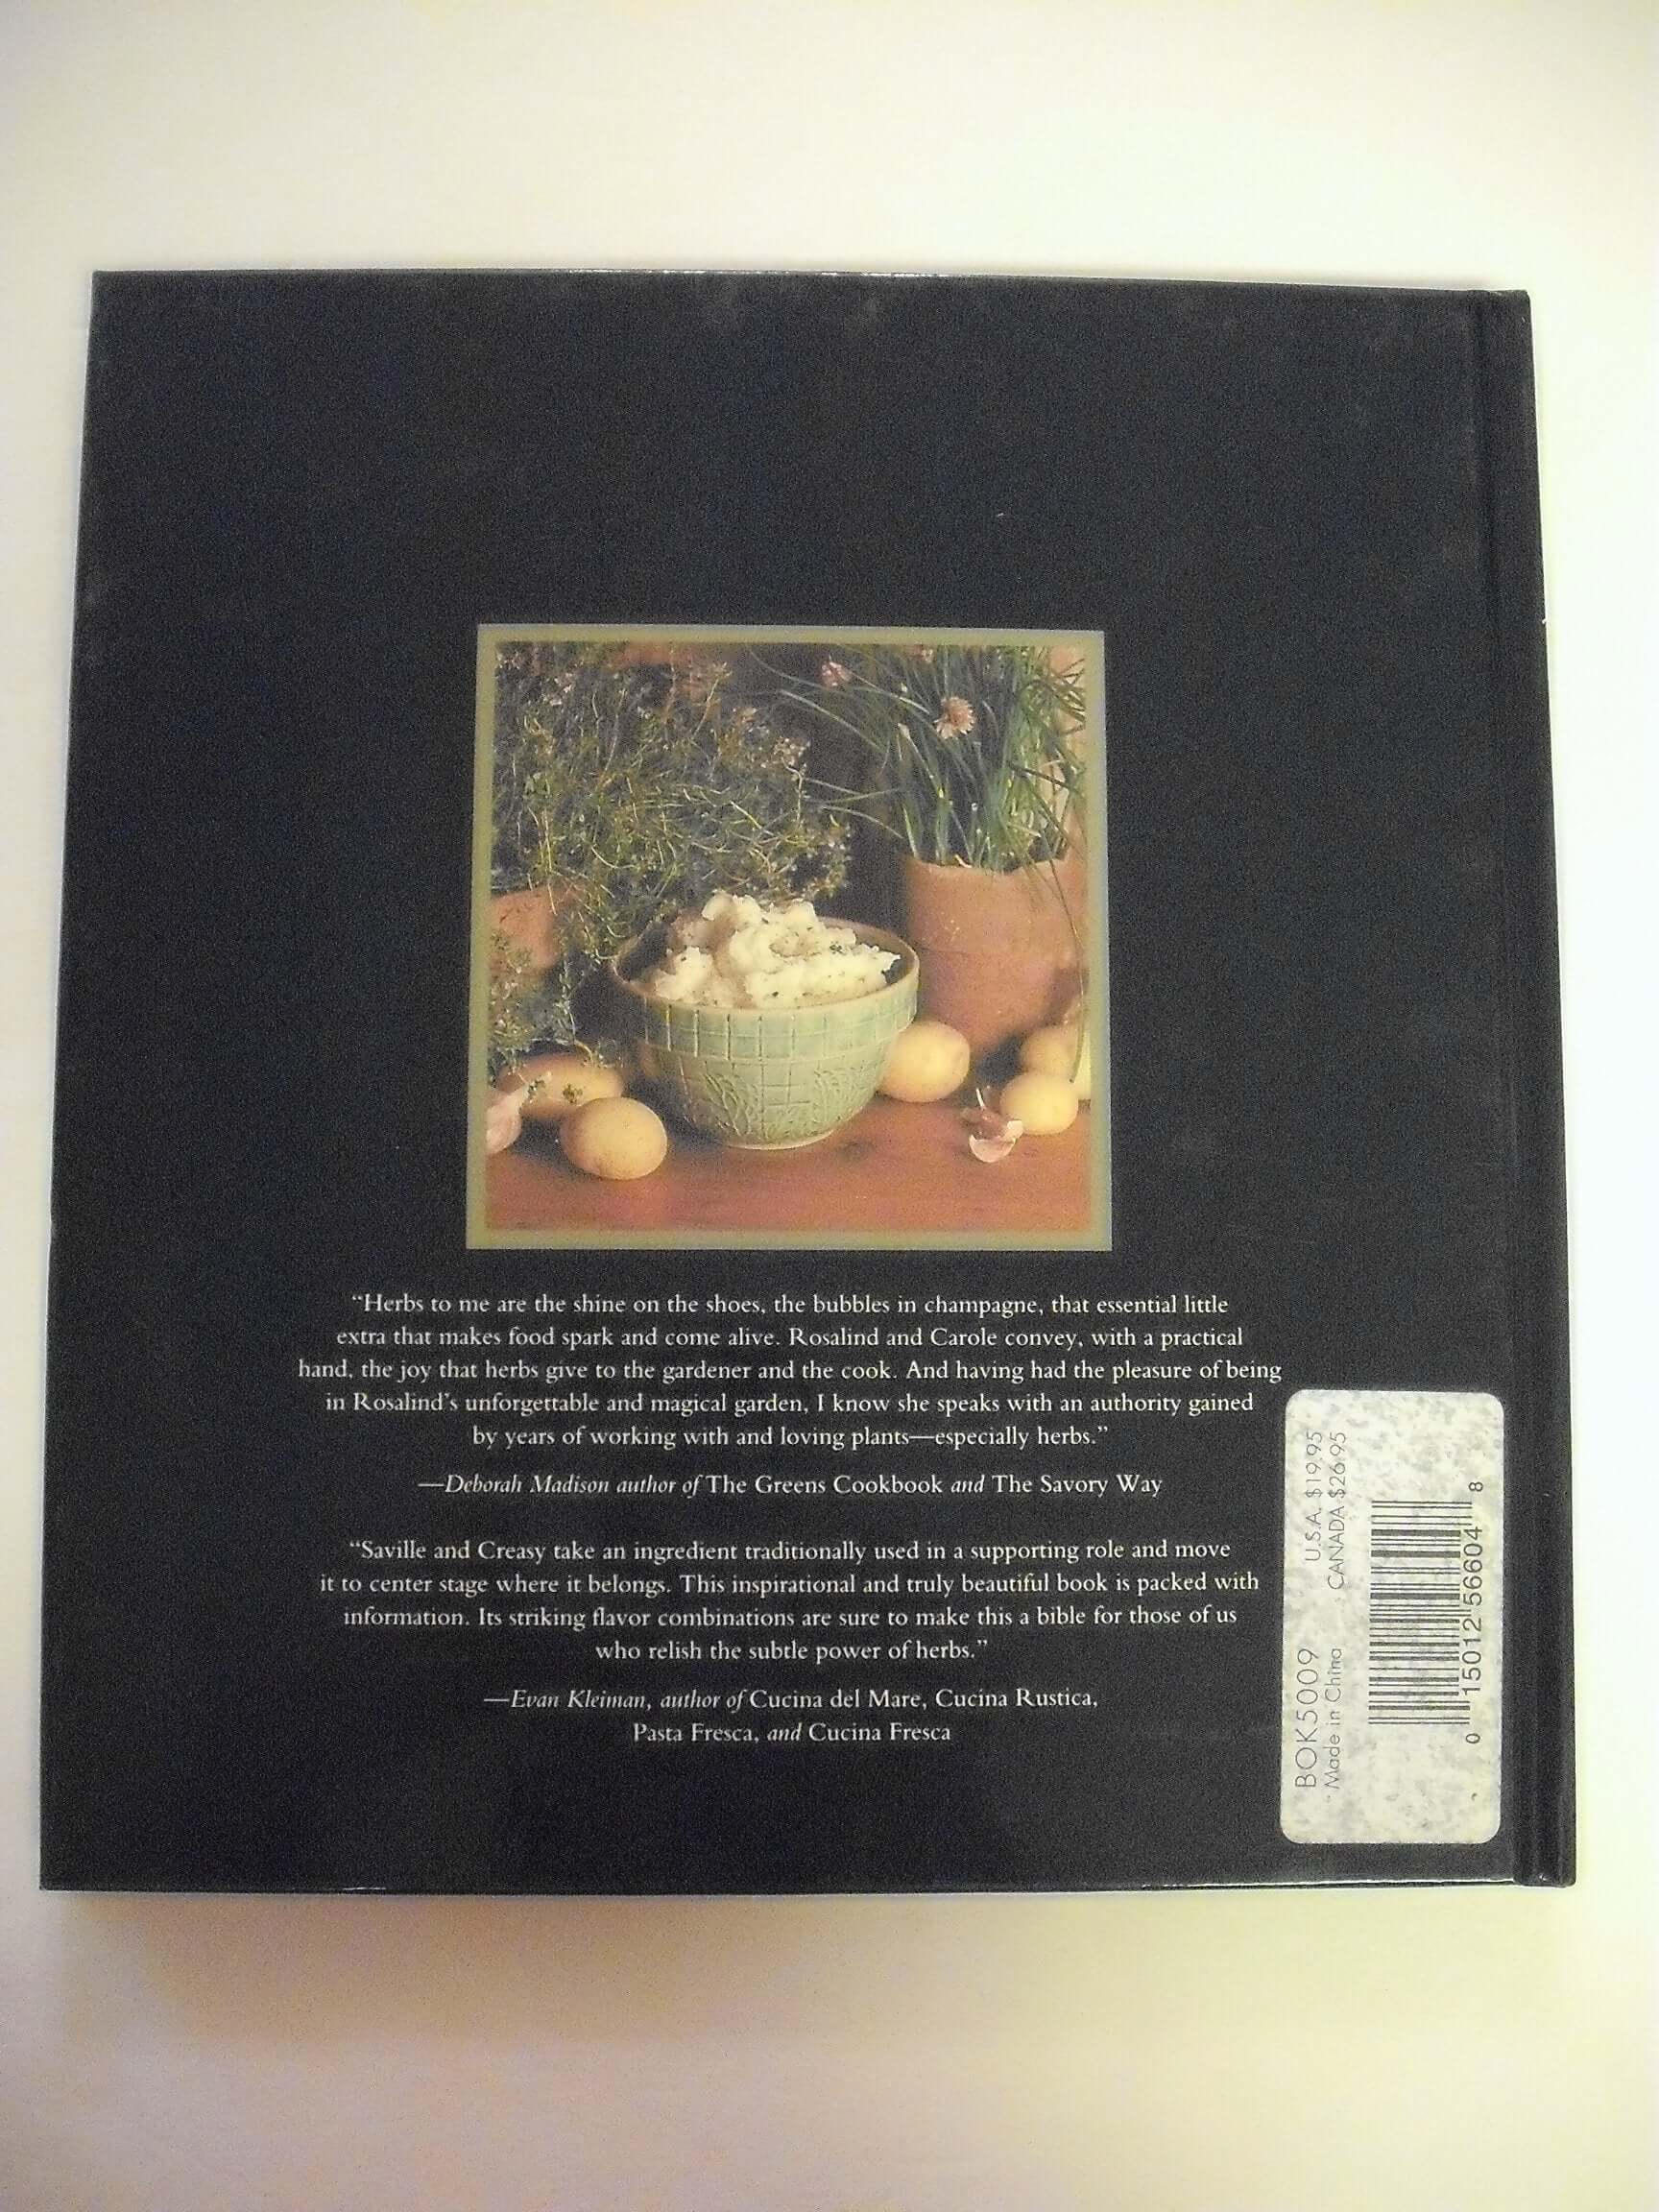 “Herbs to me are the shine on the shoes, the bubbles in champagne, that essential little
extra that makes food spark and come alive. Rosalind and Carole convey, with a practical
hand, the joy that herbs give to the gardener and the cook. And having had the pleasure of being
in Rosalind's unforgettable and magical garden, I know she speaks with an authority gained
by years of working with and loving plants—especially herbs.”
—Deborah Madison author of The Greens Cookbook and The Savory Way
“Saville and Creasy take an ingredient traditionally used in a supporting role and move
it to center stage where it belongs. This inspirational and truly beautiful book is packed with
information. Its striking flavor combinations are sure to make this a bible for those of us
who relish the subtle power of herbs.”
—Evan Kleiman, author of Cucina del Mare, Cucina Rustica,
Pasta Fresca, and Cucina Fresca
BOK5009 U.S.A. $19.95
Made in China CANADA $26.95
0 15012 56604 8